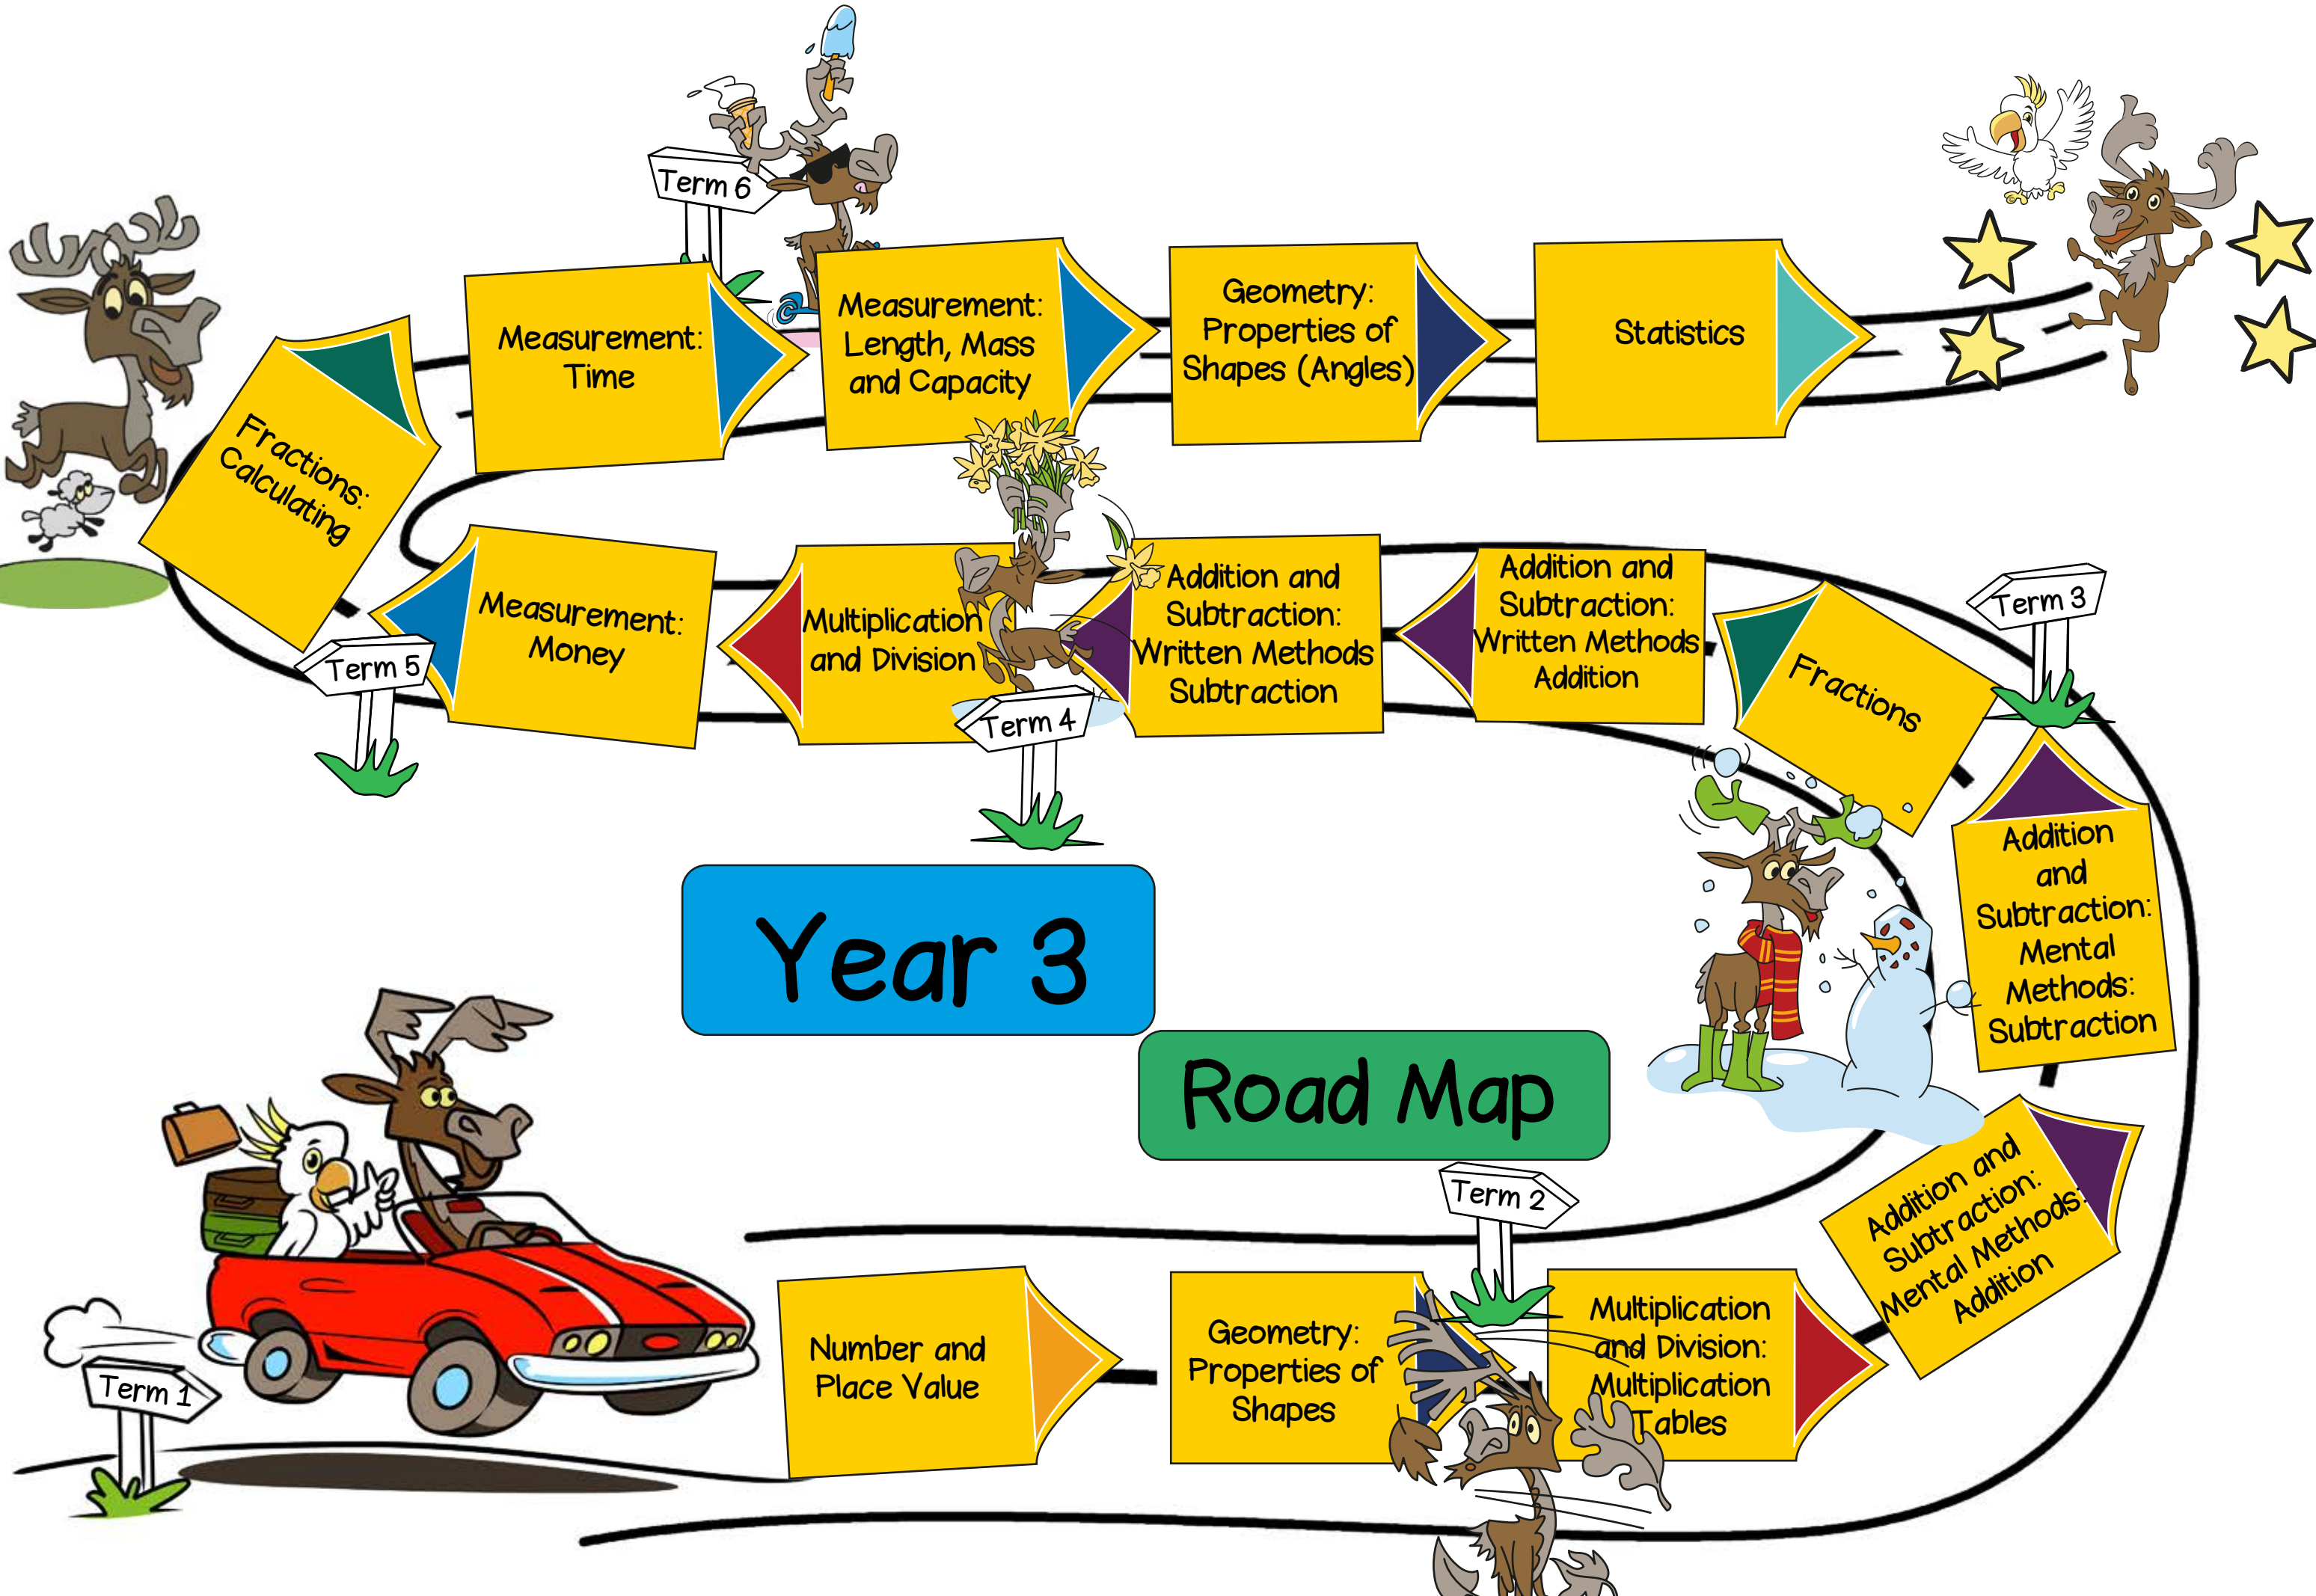 Term 6
Measurement:
Time
Measurement:
Length, Mass
and Capacity
Geometry:
Properties of
Shapes (Angles)
Statistics
Fractions:
Calculating
Measurement:
Money
Term 5
Multiplication
and Division
Term 4
Addition and
Subtraction:
Written Methods
Subtraction
Addition and
Subtraction:
Written Methods
Addition
Fractions
Term 3
Addition
and
Subtraction:
Mental
Methods:
Subtraction
Year 3
Road Map
Addition and
Subtraction:
Mental Methods:
Addition
Term 2
Term 1
Number and
Place Value
Geometry:
Properties of
Shapes
Multiplication
and Division:
Multiplication
Tables